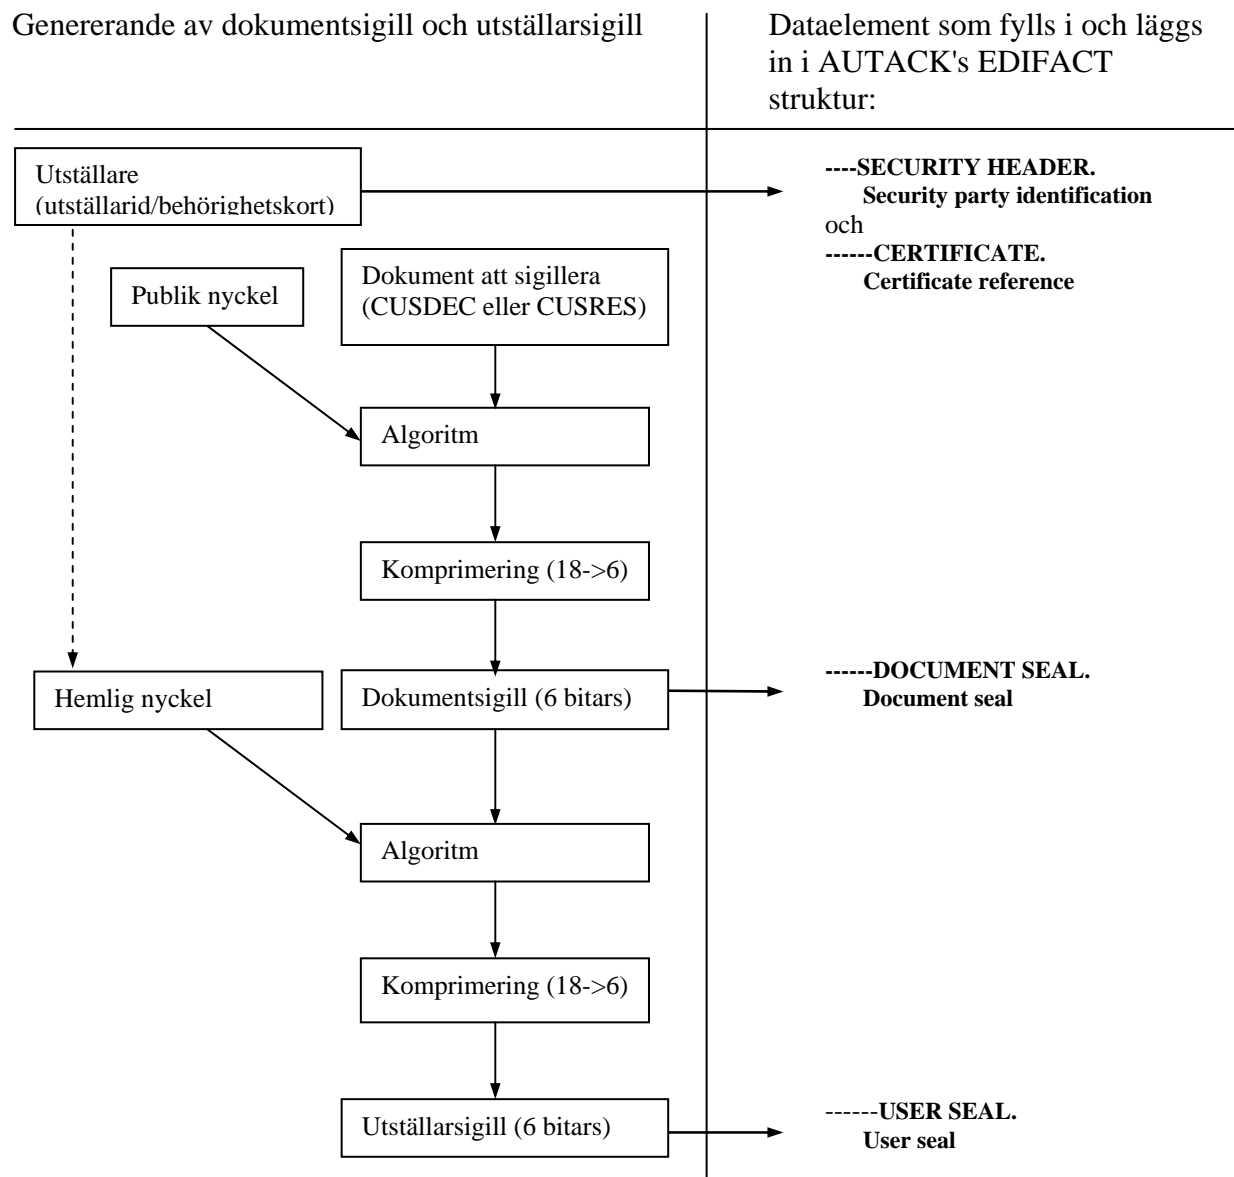 Genererande av dokumentsigill och utställarsigill
Dataelement som fylls i och läggs
in i AUTACK's EDIFACT
struktur:
Utställare
(utställarid/behörighetskort)
----SECURITY HEADER.
Security party identification
och
------CERTIFICATE.
Certificate reference
Publik nyckel
Dokument att sigillera
(CUSDEC eller CUSRES)
Algoritm
Komprimering (18->6)
Hemlig nyckel
Dokumentsigill (6 bitars)
------DOCUMENT SEAL.
Document seal
Algoritm
Komprimering (18->6)
Utställarsigill (6 bitars)
------USER SEAL.
User seal